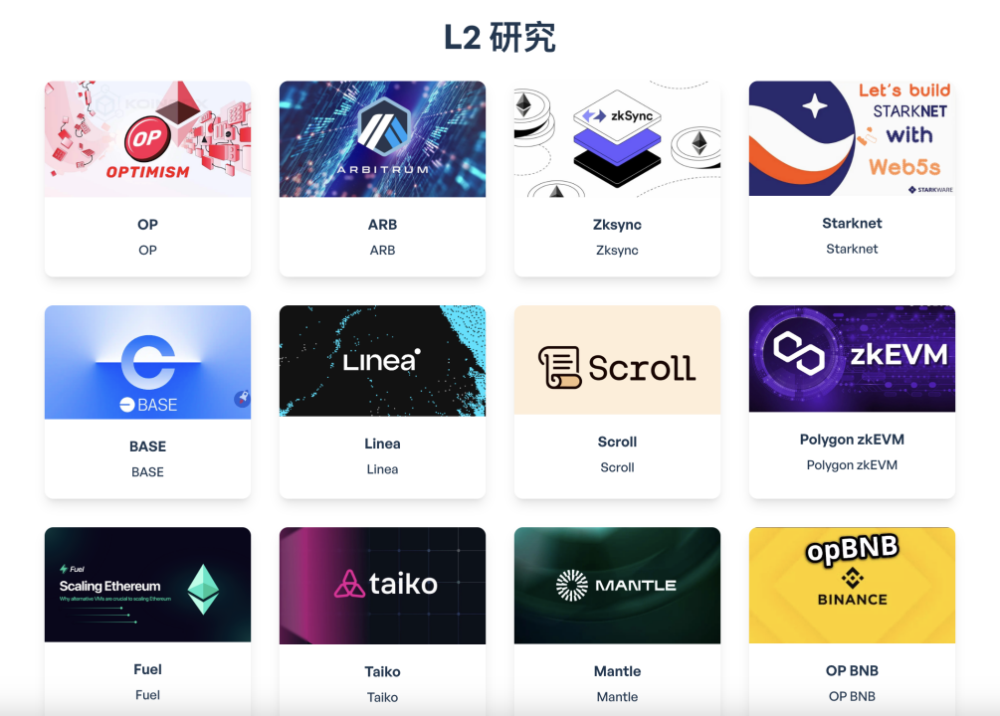 L2 研究
OP
OPTIMISM
ARBITRUM
zkSync
Let's build
STARKNET
with
Web5s
STARKWARE
OP
OP
ARB
ARB
Zksync
Zksync
Starknet
Starknet
BASE
Linea
Scroll
zkEVM
BASE
BASE
Linea
Linea
Scroll
Scroll
Polygon zkEVM
Polygon zkEVM
Fuel
Scaling Ethereum
Why alternative VMs are crucial to scaling Ethereum
taiko
MANTLE
opBNB
BINANCE
Fuel
Fuel
Taiko
Taiko
Mantle
Mantle
OP BNB
OP BNB